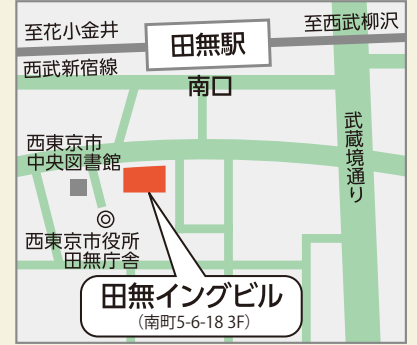 至花小金井
田無駅
至西武柳沢
西武新宿線
南口
武蔵境通り
西東京市
中央図書館
西東京市役所
田無庁舎
田無イングビル
(南町5-6-18 3F)